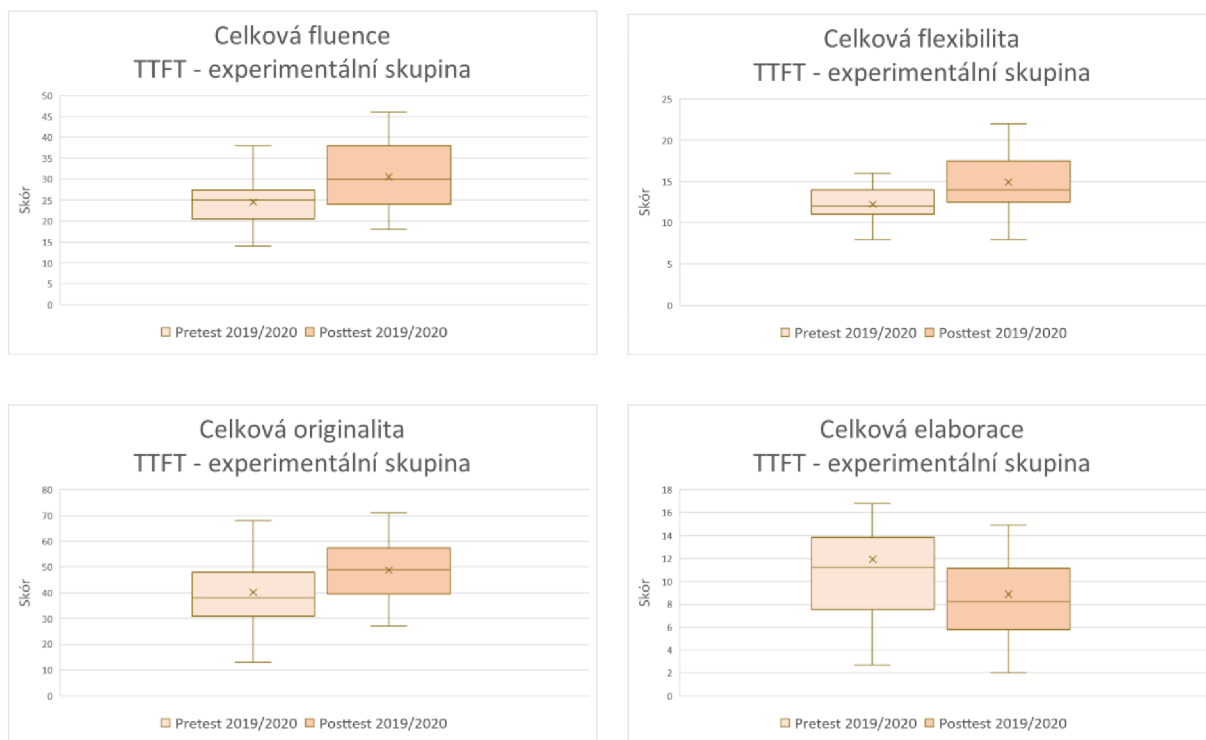 Celková fluence
TTFT - experimentální skupina
50
45
40
35
30
25
20
15
10
5
0
Skór
Pretest 2019/2020 Posttest 2019/2020
Celková flexibilita
TTFT - experimentální skupina
25
20
15
10
5
0
Skór
Pretest 2019/2020 Posttest 2019/2020
Celková originalita
TTFT - experimentální skupina
80
70
60
50
40
30
20
10
0
Skór
Pretest 2019/2020 Posttest 2019/2020
Celková elaborace
TTFT - experimentální skupina
18
16
14
12
10
8
6
4
2
0
Skór
Pretest 2019/2020 Posttest 2019/2020